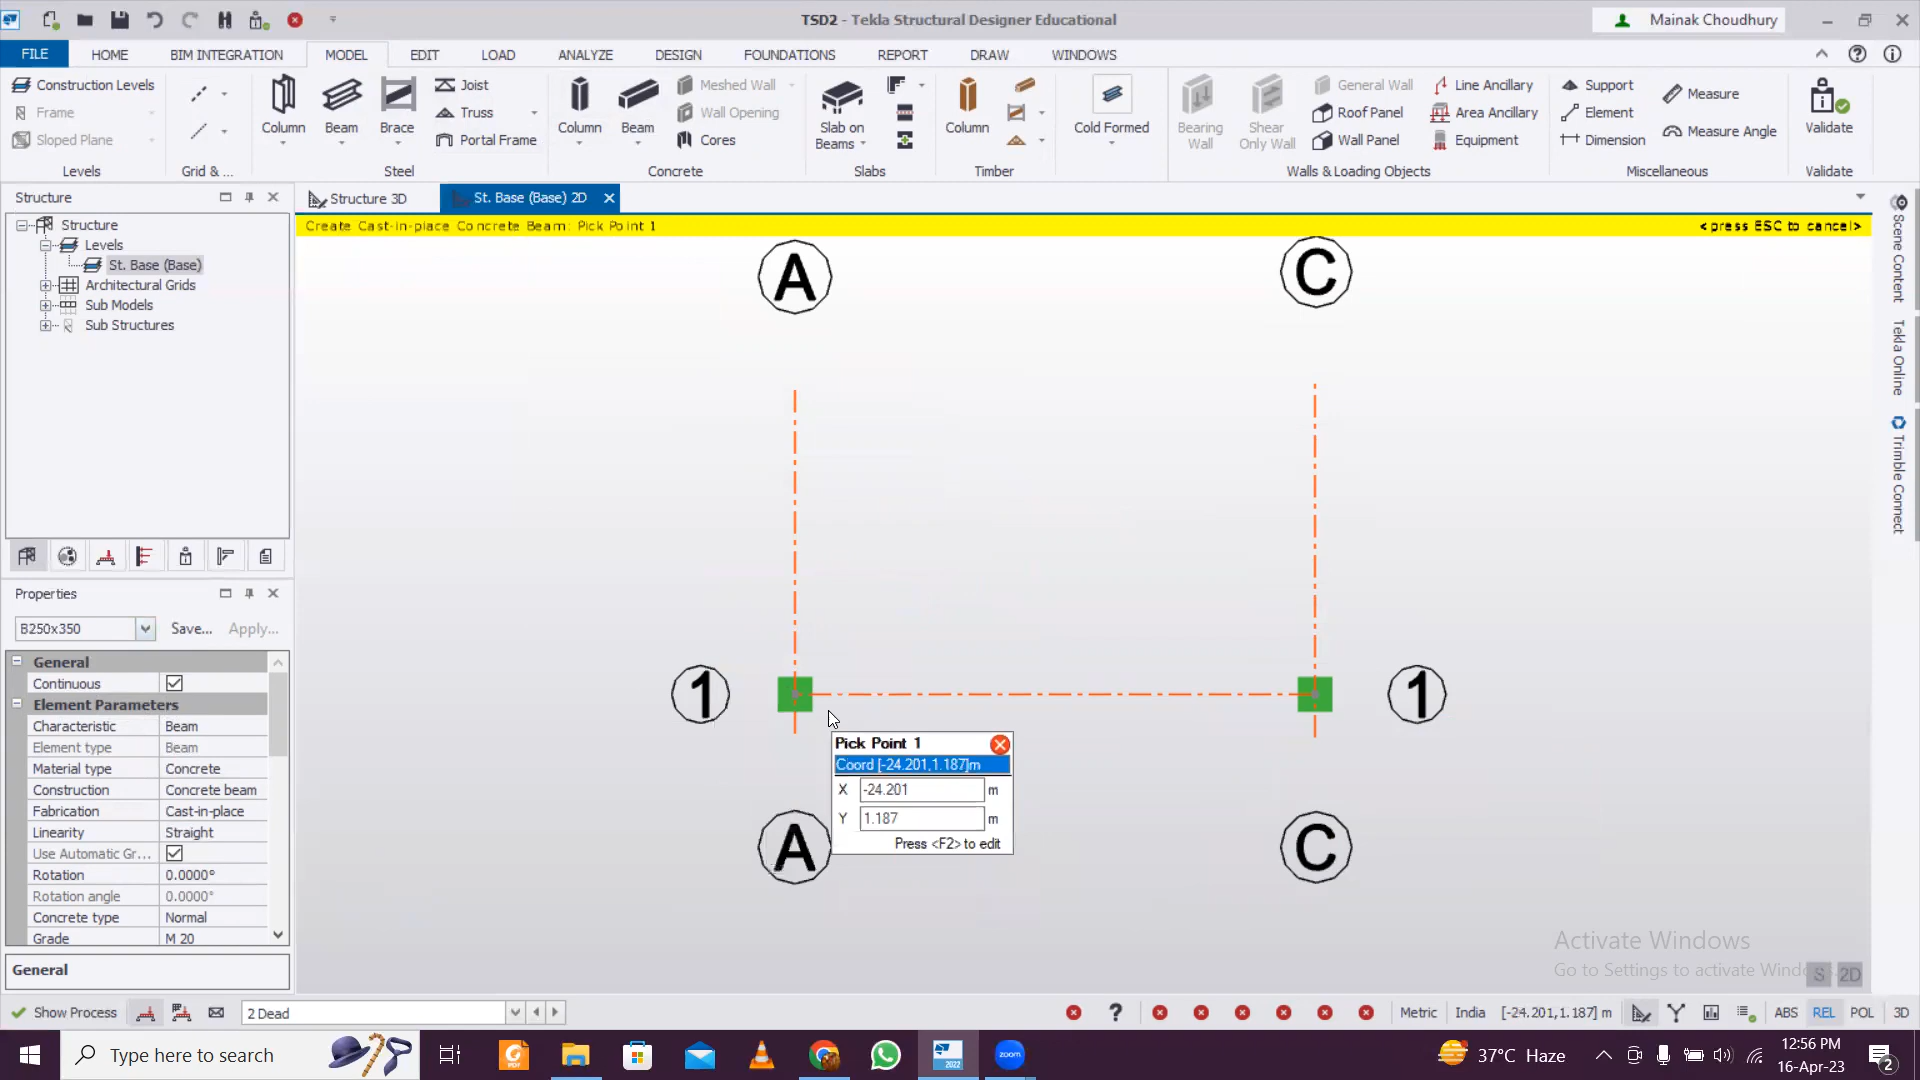 TSD2 - Tekla Structural Designer Educational
Mainak Choudhury
FILE HOME BIM INTEGRATION MODEL EDIT LOAD ANALYZE DESIGN FOUNDATIONS REPORT DRAW WINDOWS
Construction Levels
Frame
Sloped Plane
Levels
Grid & ...
Column
Beam
Brace
Joist
Truss
Portal Frame
Steel
Column
Beam
Meshed Wall
Wall Opening
Cores
Concrete
Slab on
Beams
Slabs
Column
Timber
Cold Formed
Bearing
Wall
Shear
Only Wall
General Wall
Roof Panel
Wall Panel
Line Ancillary
Area Ancillary
Equipment
Walls & Loading Objects
Support
Element
Dimension
Measure
Measure Angle
Miscellaneous
Validate
Validate
Structure
Structure
Levels
St. Base (Base)
Architectural Grids
Sub Models
Sub Structures
Structure 3D
St. Base (Base) 2D
Create Cast-in-place Concrete Beam: Pick Point 1
<press ESC to cancel>
A
C
1
1
Pick Point 1
Coord [-24.201,1.187]m
X -24.201 m
Y 1.187 m
Press <F2> to edit
A
C
Scene Content
Tekla Online
Trimble Connect
Properties
B250x350
Save...
Apply...
General
Continuous
Element Parameters
Characteristic Beam
Element type Beam
Material type Concrete
Construction Concrete beam
Fabrication Cast-in-place
Linearity Straight
Use Automatic Gr...
Rotation 0.0000°
Rotation angle 0.0000°
Concrete type Normal
Grade M 20
General
Activate Windows
Go to Settings to activate Wind
S 2D
Show Process
2 Dead
Metric India [-24.201,1.187] m
ABS REL POL 3D
Type here to search
2022
zoom
37°C Haze
12:56 PM
16-Apr-23
2